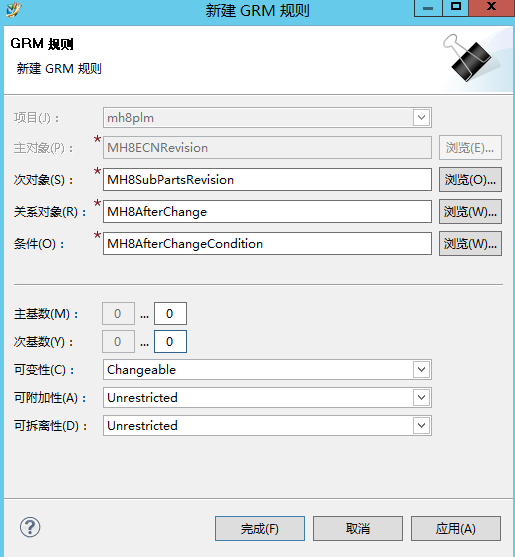 新建 GRM 规则
GRM 规则
新建 GRM 规则
项目(J)： mh8plm
主对象(P)： * MH8ECNRevision 浏览(E)...
次对象(S)： * MH8SubPartsRevision 浏览(O)...
关系对象(R)： * MH8AfterChange 浏览(W)...
条件(O)： * MH8AfterChangeCondition 浏览(W)...
主基数(M)： 0 ... 0
次基数(Y)： 0 ... 0
可变性(C)： Changeable
可附加性(A)： Unrestricted
可拆离性(D)： Unrestricted
? 完成(F) 取消 应用(A)